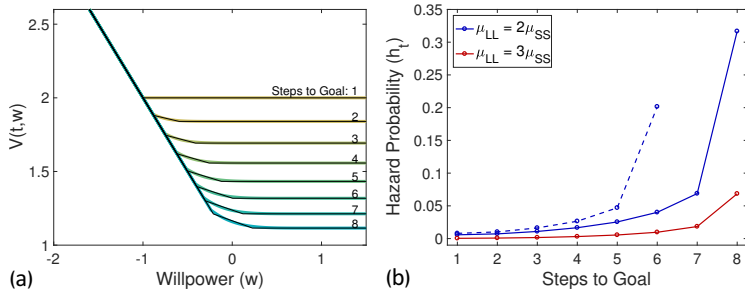 2.5
2
1.5
1
V(t,w)
-1
0
1
Willpower (w)
Steps to Goal: 1
2
3
4
5
6
7
8
(a)
0.35
0.3
0.25
0.2
0.15
0.1
0.05
0
Hazard Probability (h_t)
μ_LL = 2μ_SS
μ_LL = 3μ_SS
1 2 3 4 5 6 7 8
Steps to Goal
(b)